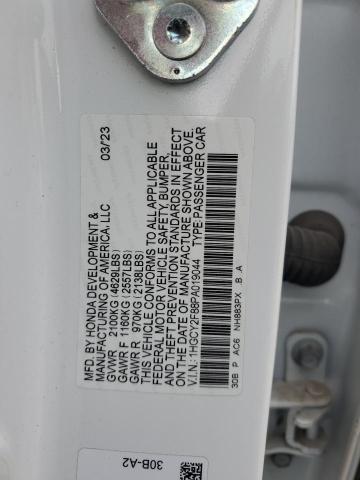 MFD. BY HONDA DEVELOPMENT &
MANUFACTURING OF AMERICA, LLC 03/23
GVWR 2100KG (4629LBS)
GAWR F 1160KG (2557LBS)
GAWR R 970KG (2138LBS)
THIS VEHICLE CONFORMS TO ALL APPLICABLE
FEDERAL MOTOR VEHICLE SAFETY BUMPER,
AND THEFT PREVENTION STANDARDS IN EFFECT
ON THE DATE OF MANUFACTURE SHOWN ABOVE.
V.I.N.: 1HGCY2F88PA019044 TYPE: PASSENGER CAR
30B P AC6 NH883PX B A
30B-A2